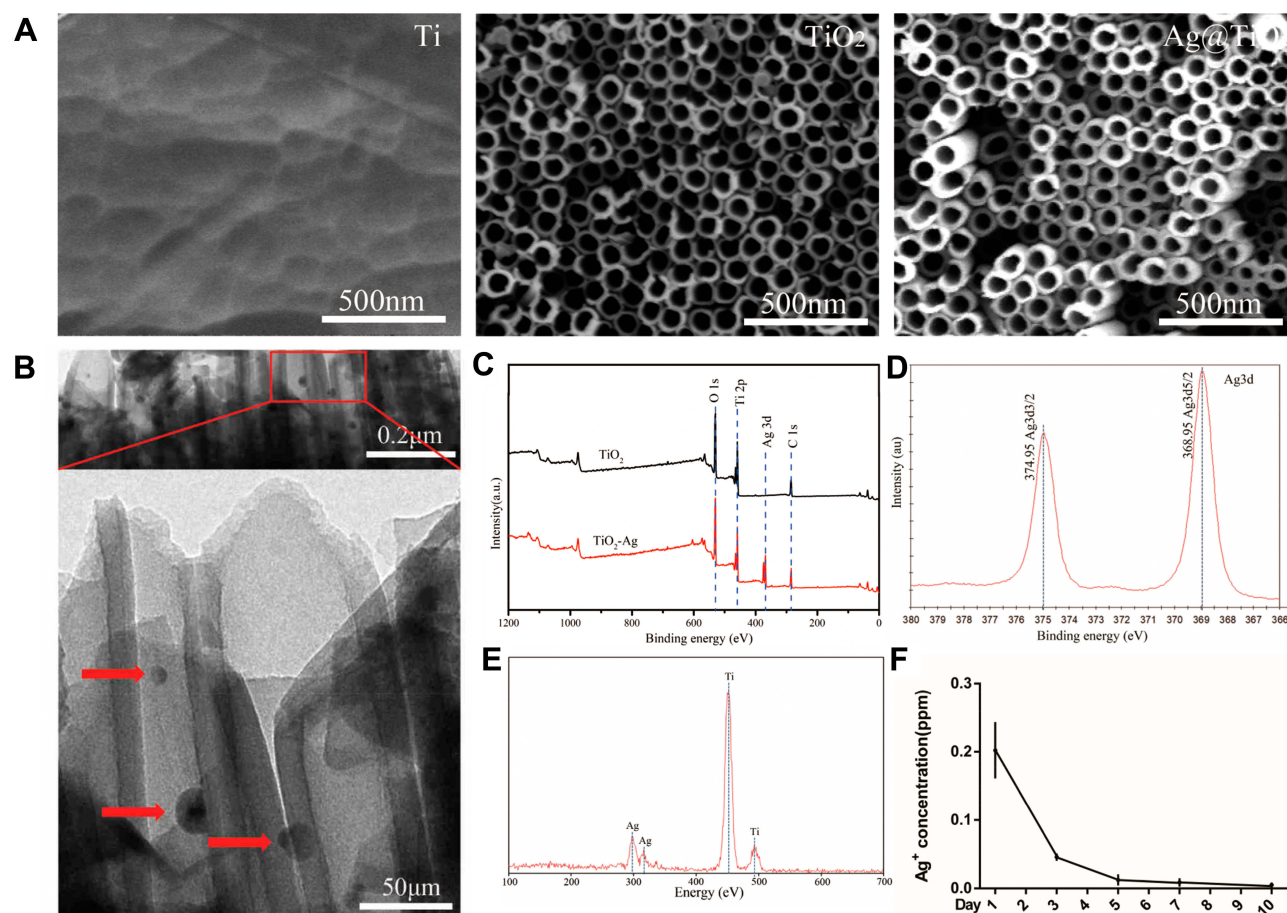 A
Ti
TiO2
Ag@TiO
500nm
500nm
500nm
B
0.2μm
50μm
C
O 1s
Ti 2p
Ag 3d
C 1s
TiO2
TiO2-Ag
Intensity(a.u.)
1200 1000 800 600 400 200 0
Binding energy (eV)
D
Ag3d
374.95 Ag3d3/2
368.95 Ag3d5/2
Intensity (au)
380 379 378 377 376 375 374 373 372 371 370 369 368 367 366
Binding energy (eV)
E
Ag
Ag
Ti
Ti
100 300 400 500 600 700
Energy (eV)
F
Ag+ concentration(ppm)
0.3
0.2
0.1
0.0
Day 1 2 3 4 5 6 7 8 9 10